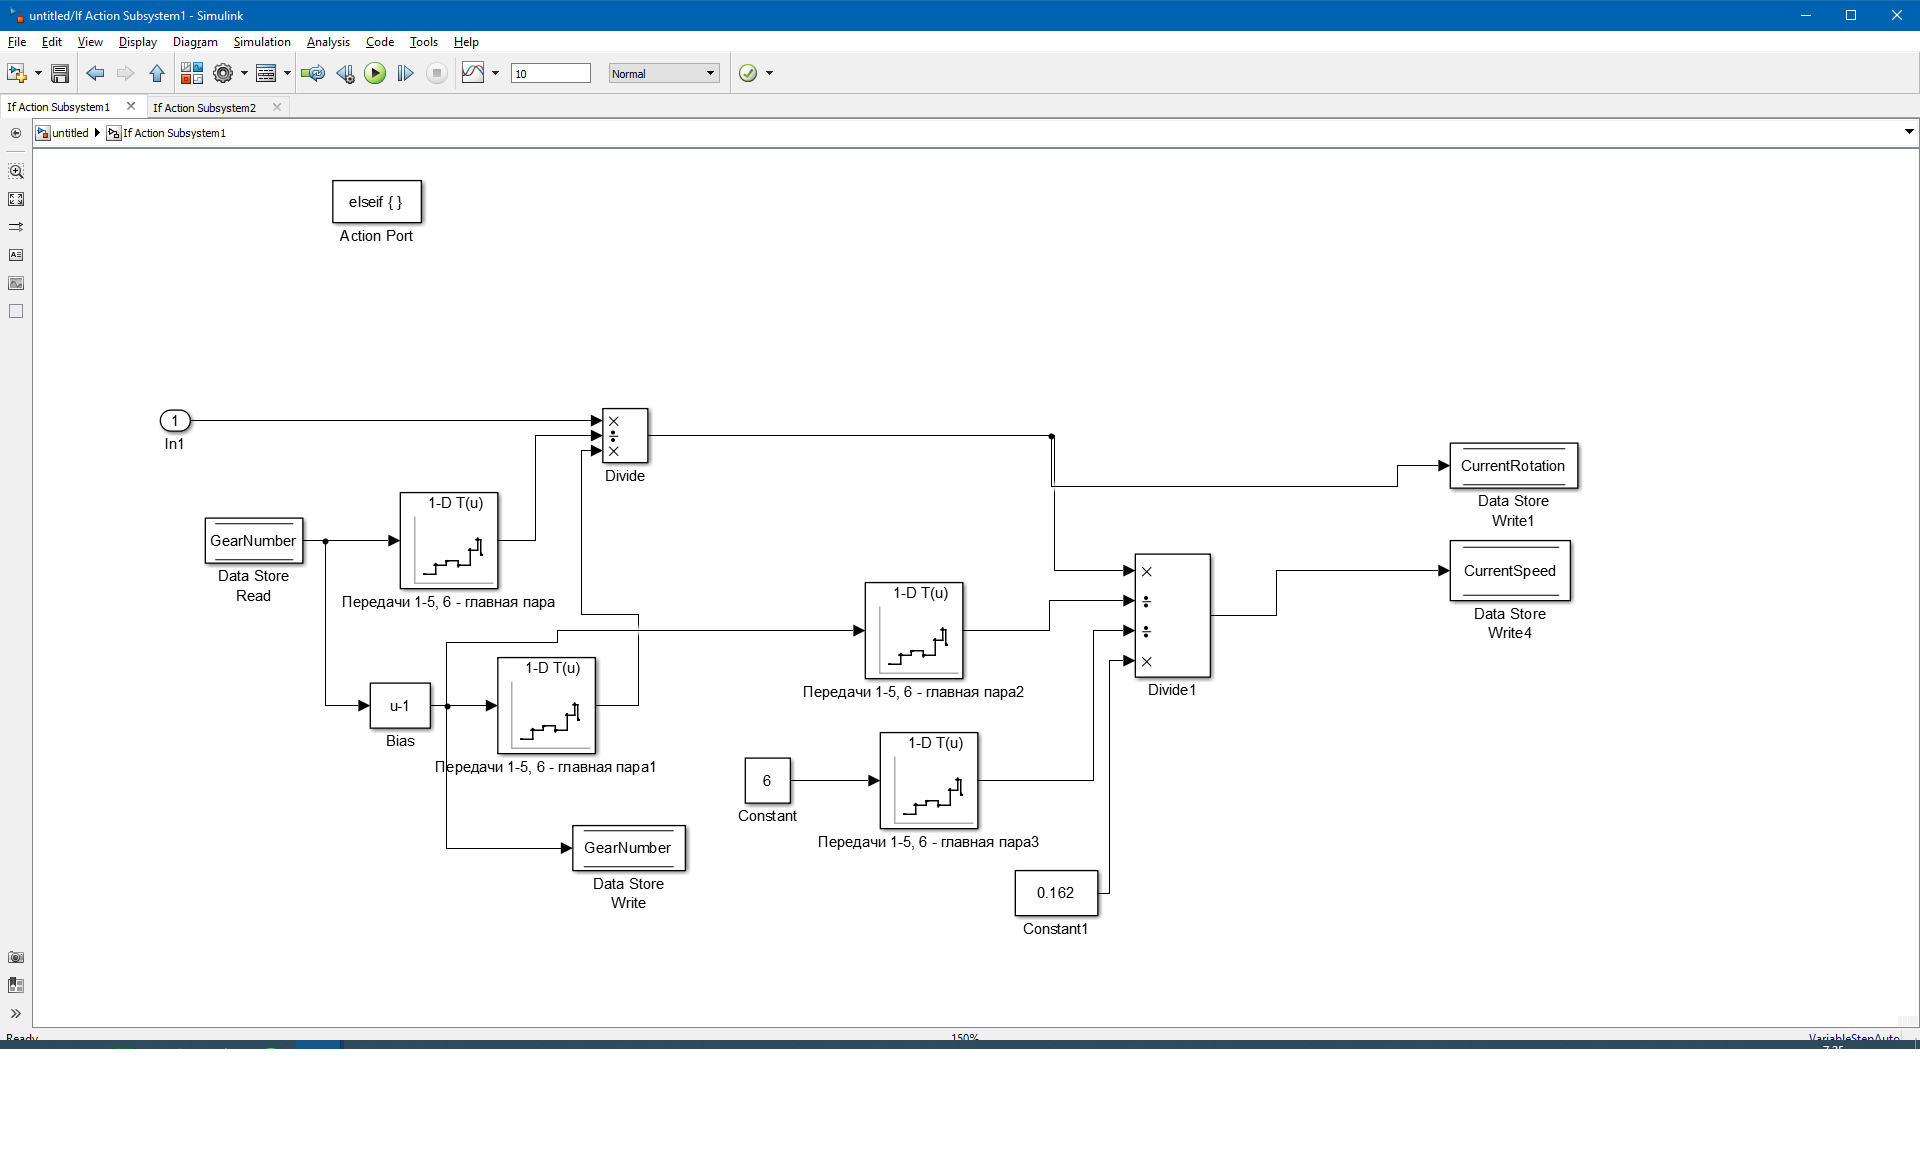 untitled/If Action Subsystem1 - Simulink
File Edit View Display Diagram Simulation Analysis Code Tools Help
10 Normal
If Action Subsystem1 If Action Subsystem2
untitled If Action Subsystem1
elseif { }
Action Port
1
In1
×
÷
×
Divide
1-D T(u)
Передачи 1-5, 6 - главная пара
GearNumber
Data Store
Read
CurrentRotation
Data Store
Write1
CurrentSpeed
Data Store
Write4
×
÷
÷
×
Divide1
1-D T(u)
Передачи 1-5, 6 - главная пара2
u-1
Bias
1-D T(u)
Передачи 1-5, 6 - главная пара1
6
Constant
1-D T(u)
Передачи 1-5, 6 - главная пара3
GearNumber
Data Store
Write
0.162
Constant1
Ready 150% VariableStepAuto